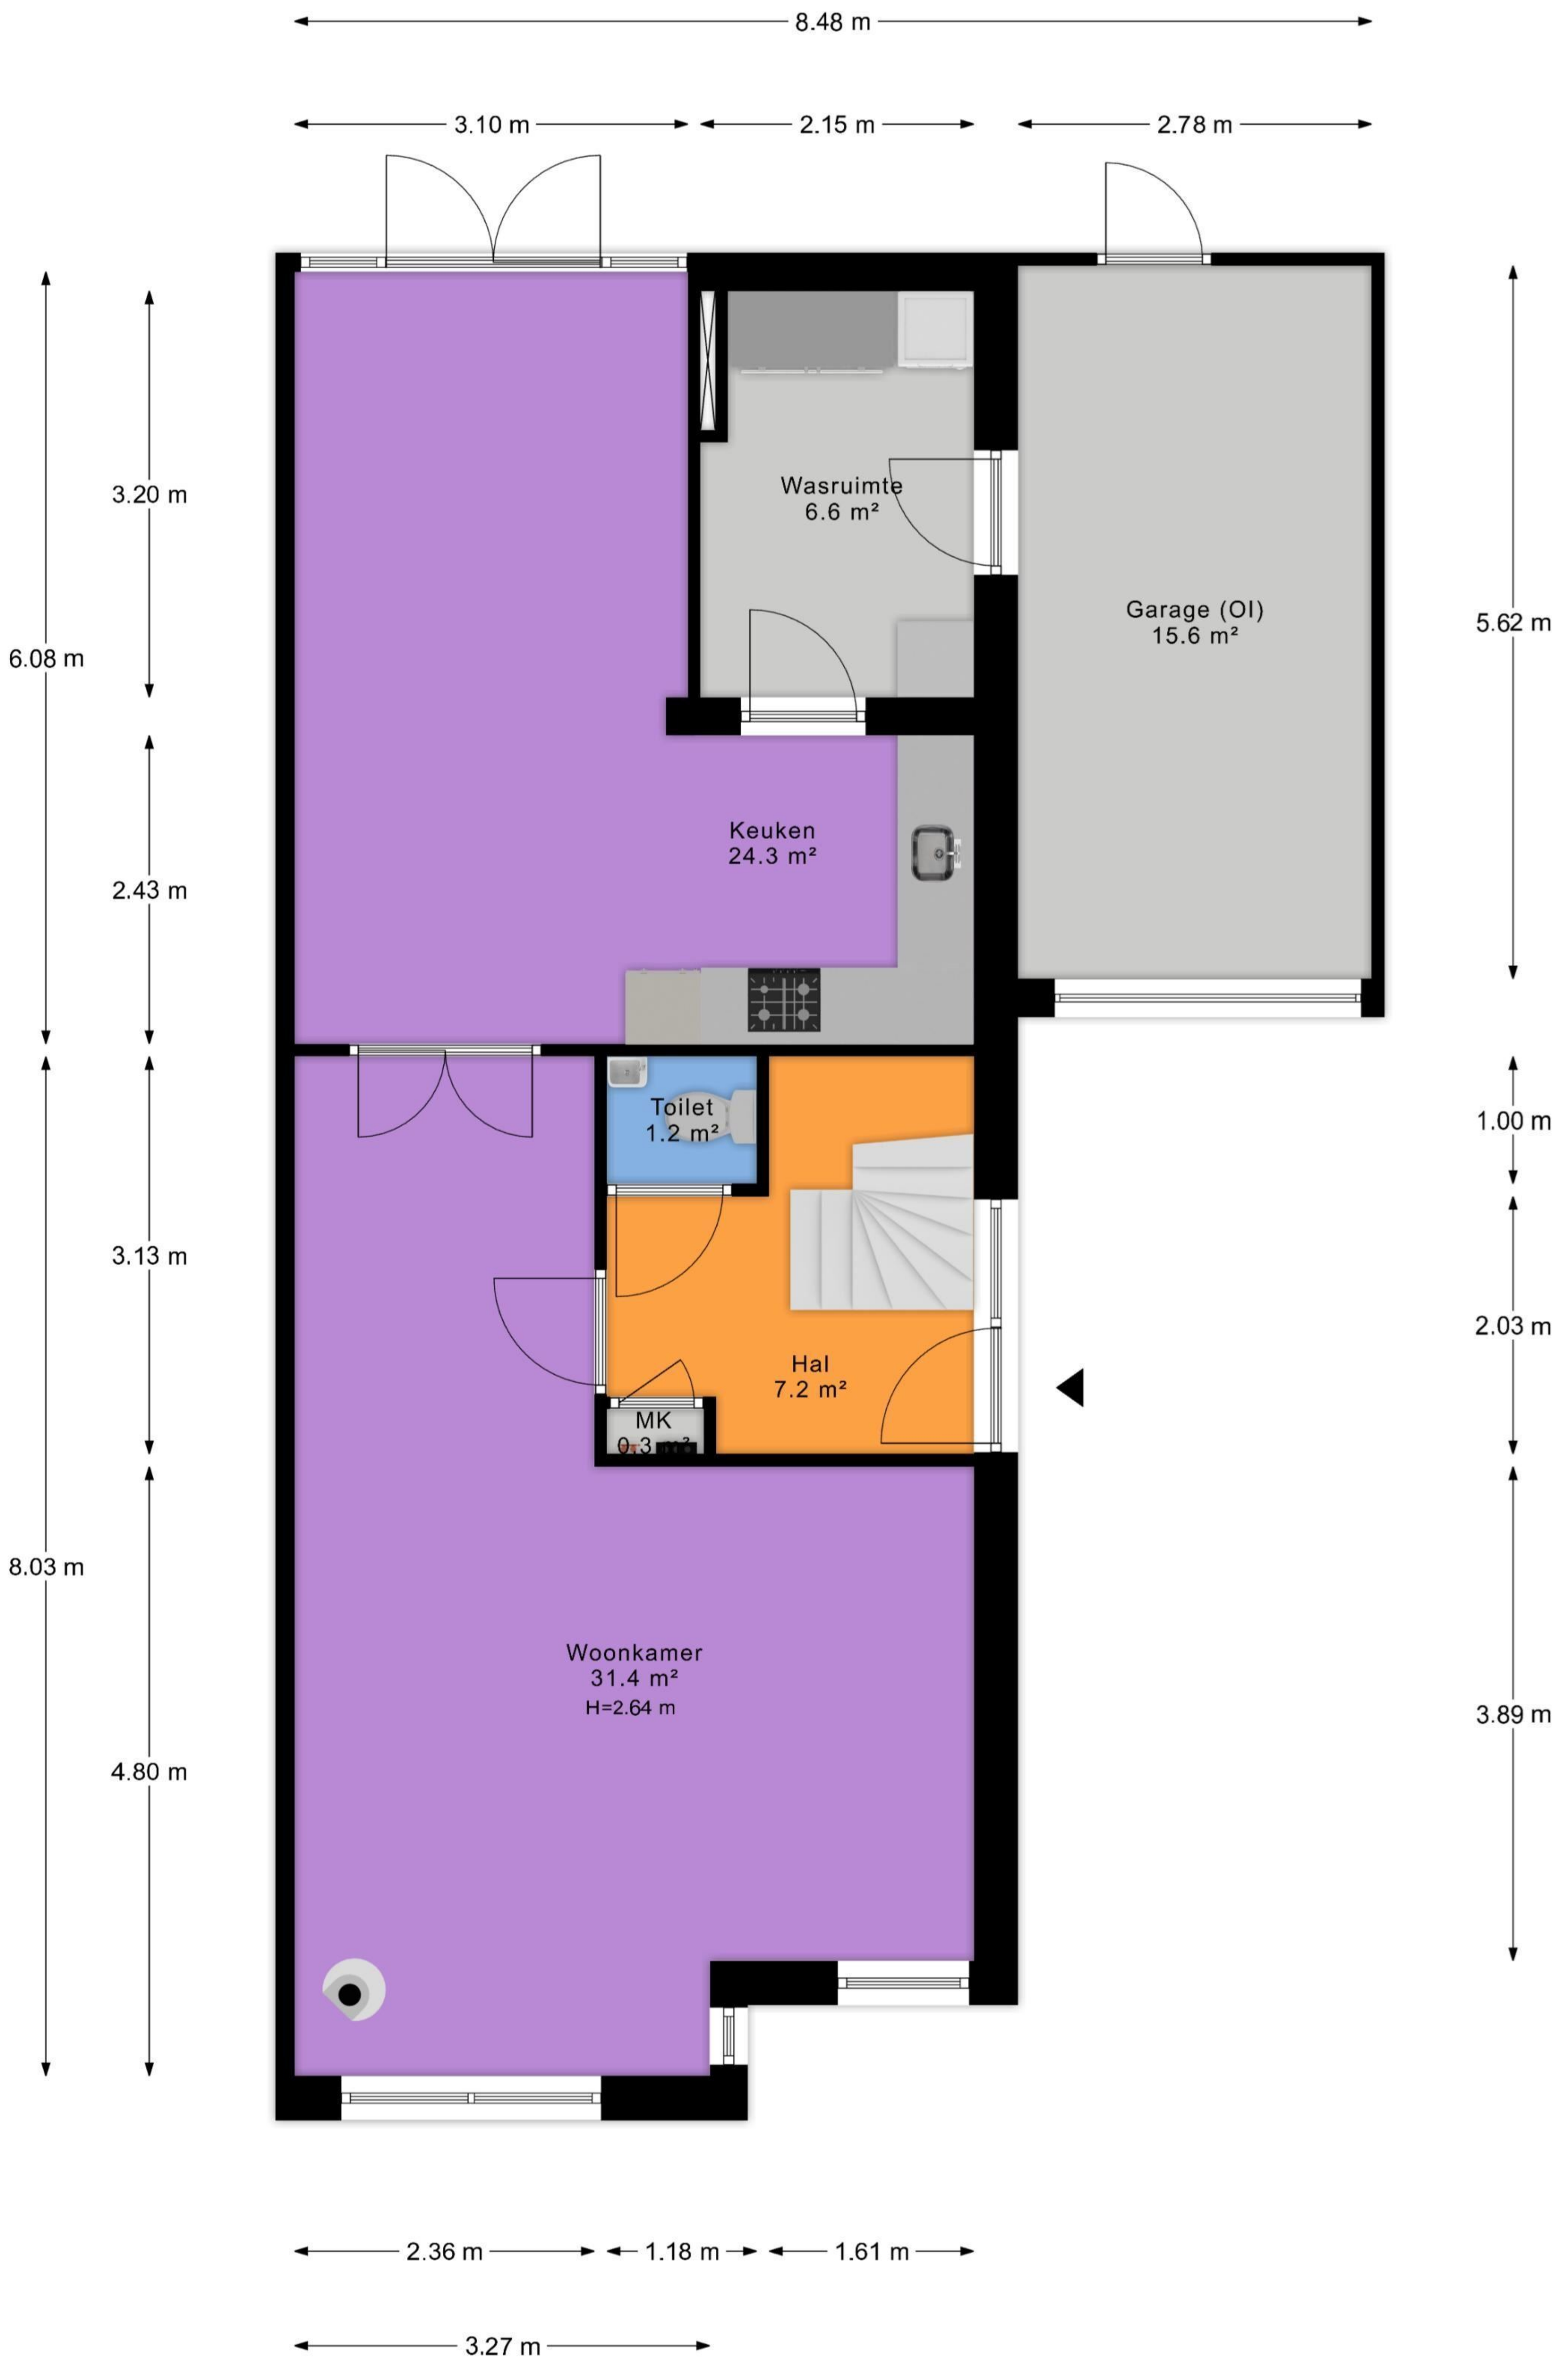 8.48 m
3.10 m
2.15 m
2.78 m
3.20 m
Wasruimte
6.6 m²
Garage (OI)
15.6 m²
5.62 m
6.08 m
Keuken
24.3 m²
2.43 m
Toilet
1.2 m²
1.00 m
3.13 m
2.03 m
Hal
7.2 m²
MK
0.3 m²
8.03 m
Woonkamer
31.4 m²
H=2.64 m
3.89 m
4.80 m
2.36 m
1.18 m
1.61 m
3.27 m